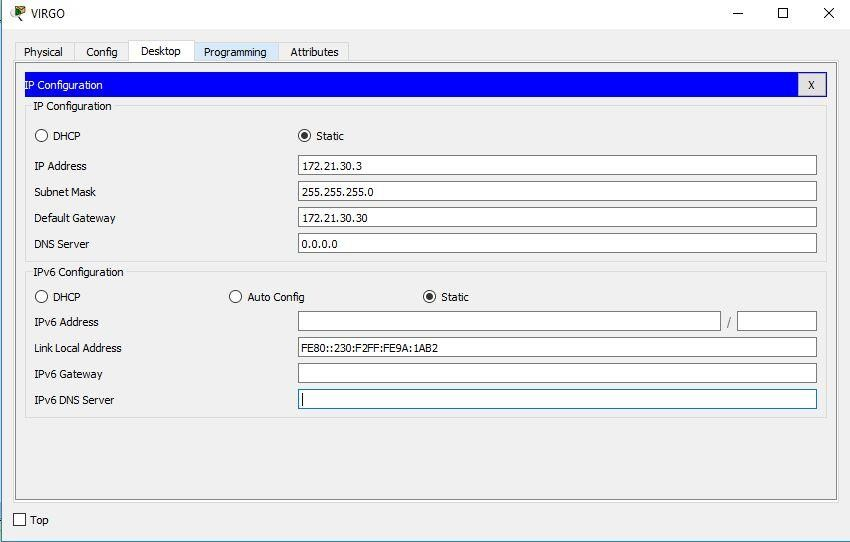 VIRGO
Physical Config Desktop Programming Attributes
IP Configuration X
IP Configuration
DHCP Static
IP Address 172.21.30.3
Subnet Mask 255.255.255.0
Default Gateway 172.21.30.30
DNS Server 0.0.0.0
IPv6 Configuration
DHCP Auto Config Static
IPv6 Address /
Link Local Address FE80::230:F2FF:FE9A:1AB2
IPv6 Gateway
IPv6 DNS Server
Top